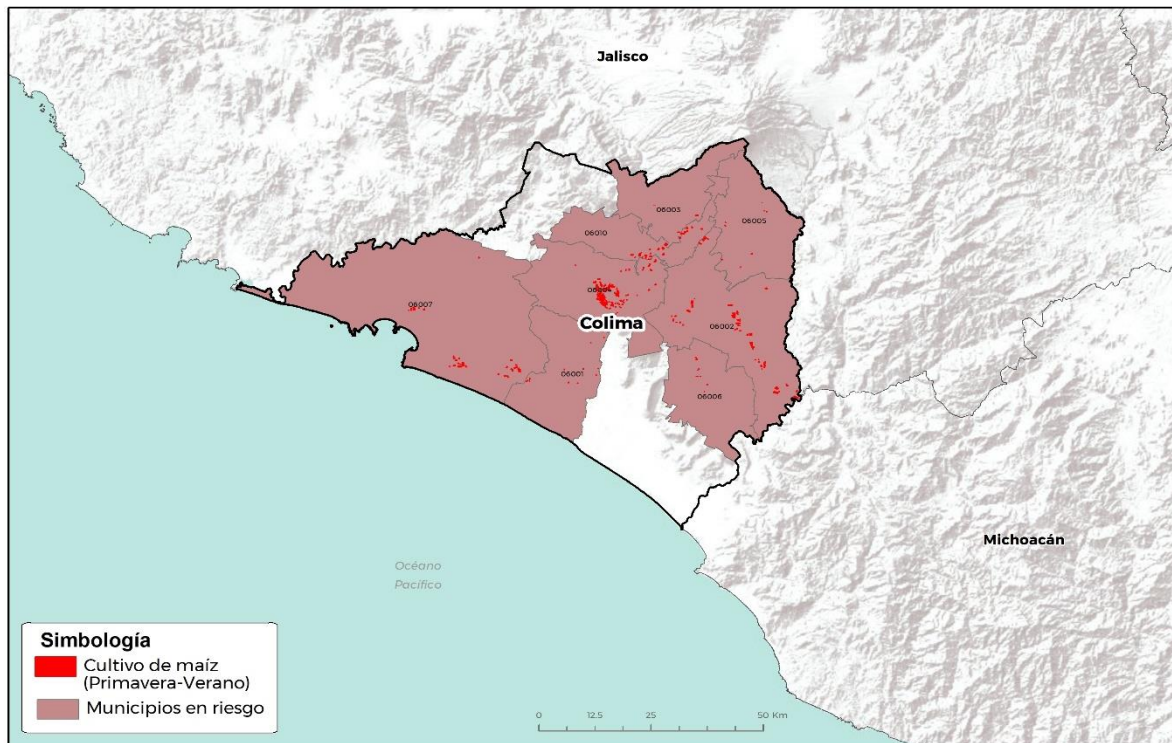 Jalisco
06003
06005
06010
06004
06007
Colima
06002
06001
06006
Michoacán
Océano
Pacífico
Simbología
Cultivo de maíz
(Primavera-Verano)
Municipios en riesgo
0 12.5 25 50 Km